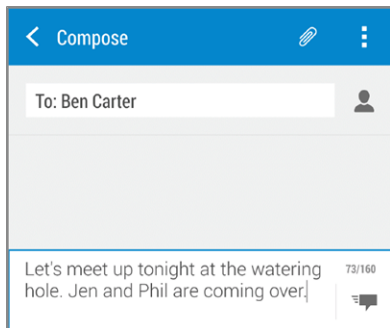 Compose
To: Ben Carter
Let's meet up tonight at the watering
73/160
hole. Jen and Phil are coming over.